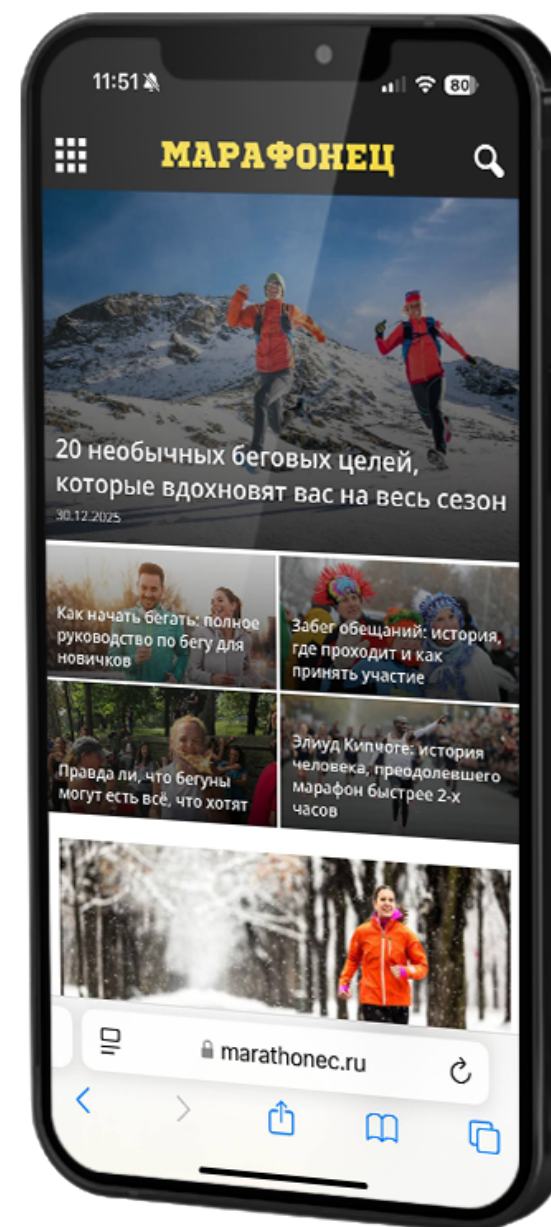 11:51
80
МАРАФОНЕЦ
20 необычных беговых целей,
которые вдохновят вас на весь сезон
30.12.2025
Как начать бегать: полное
руководство по бегу для
новичков
Забег обещаний: история,
где проходит и как
принять участие
Правда ли, что бегуны
могут есть всё, что хотят
Элиуд Кипчоге: история
человека, преодолевшего
марафон быстрее 2-х
часов
marathonec.ru